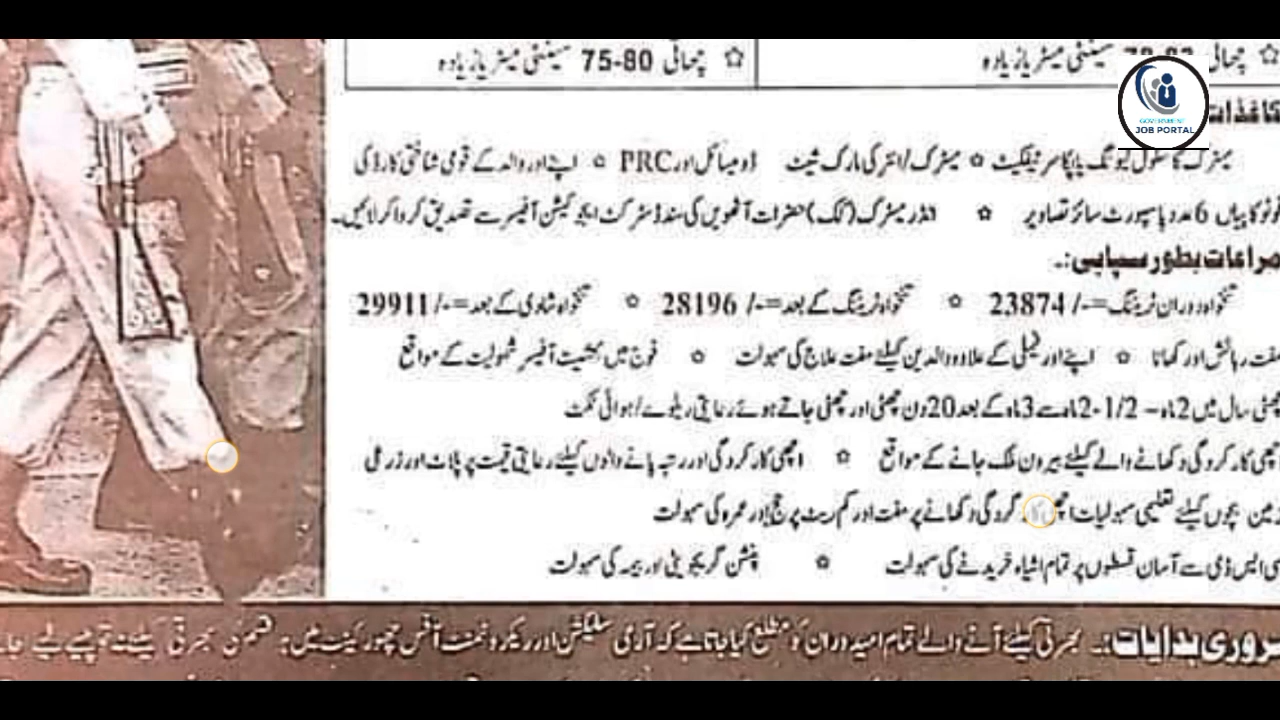 ☆ چھاتی سینٹی میٹر یا زیادہ ☆ چھاتی 75-80 سینٹی میٹر یا زیادہ
GOVERNMENT
JOB PORTAL
کاغذات
میٹرک کا سکول لیونگ یا پکا سرٹیفکیٹ ☆ میٹرک/انٹر کی مارک شیٹ ڈومیسائل اور PRC ☆ اپنے اور والد کے قومی شناختی کارڈ کی
فوٹو کاپیاں 6 عدد پاسپورٹ سائز تصاویر ☆ انڈر میٹرک (کک) حضرات آٹھویں کی سند ڈسٹرکٹ ایجوکیشن آفیسر سے تصدیق کروا کر لائیں۔
مراعات بطور سپاہی:۔
تنخواہ دوران ٹریننگ =/-23874 ☆ تنخواہ ٹریننگ کے بعد =/-28196 ☆ تنخواہ شادی کے بعد =/-29911
مفت رہائش اور کھانا ☆ اپنے اور فیملی کے علاوہ والدین کیلئے مفت علاج کی سہولت ☆ فوج میں بحیثیت آفیسر شمولیت کے مواقع
چھٹی سال میں 2 ماہ – 1/2-2 ماہ سے 3 ماہ کے بعد 20 دن چھٹی اور چھٹی جاتے ہوئے رعایتی ریلوے/ہوائی ٹکٹ
اچھی کارکردگی دکھانے والے کیلئے بیرون ملک جانے کے مواقع ☆ اچھی کارکردگی اور رتبہ پانے والوں کیلئے رعایتی قیمت پر پلاٹ اور زرعی
زمین بچوں کیلئے تعلیمی سہولیات کردگی دکھانے پر مفت اور کم ریٹ پر حج اور عمرہ کی سہولت
سی ایس ڈی سے آسان قسطوں پر تمام اشیاء خریدنے کی سہولت ☆ پنشن گریجویٹی اور بیمہ کی سہولت
ضروری ہدایات:۔ بھرتی کیلئے آنے والے تمام امیدواران کو مطلع کیا جاتا ہے کہ آرمی سلیکشن اور ریکروٹمنٹ آفس چھور کینٹ میں بھرتی کیلئے